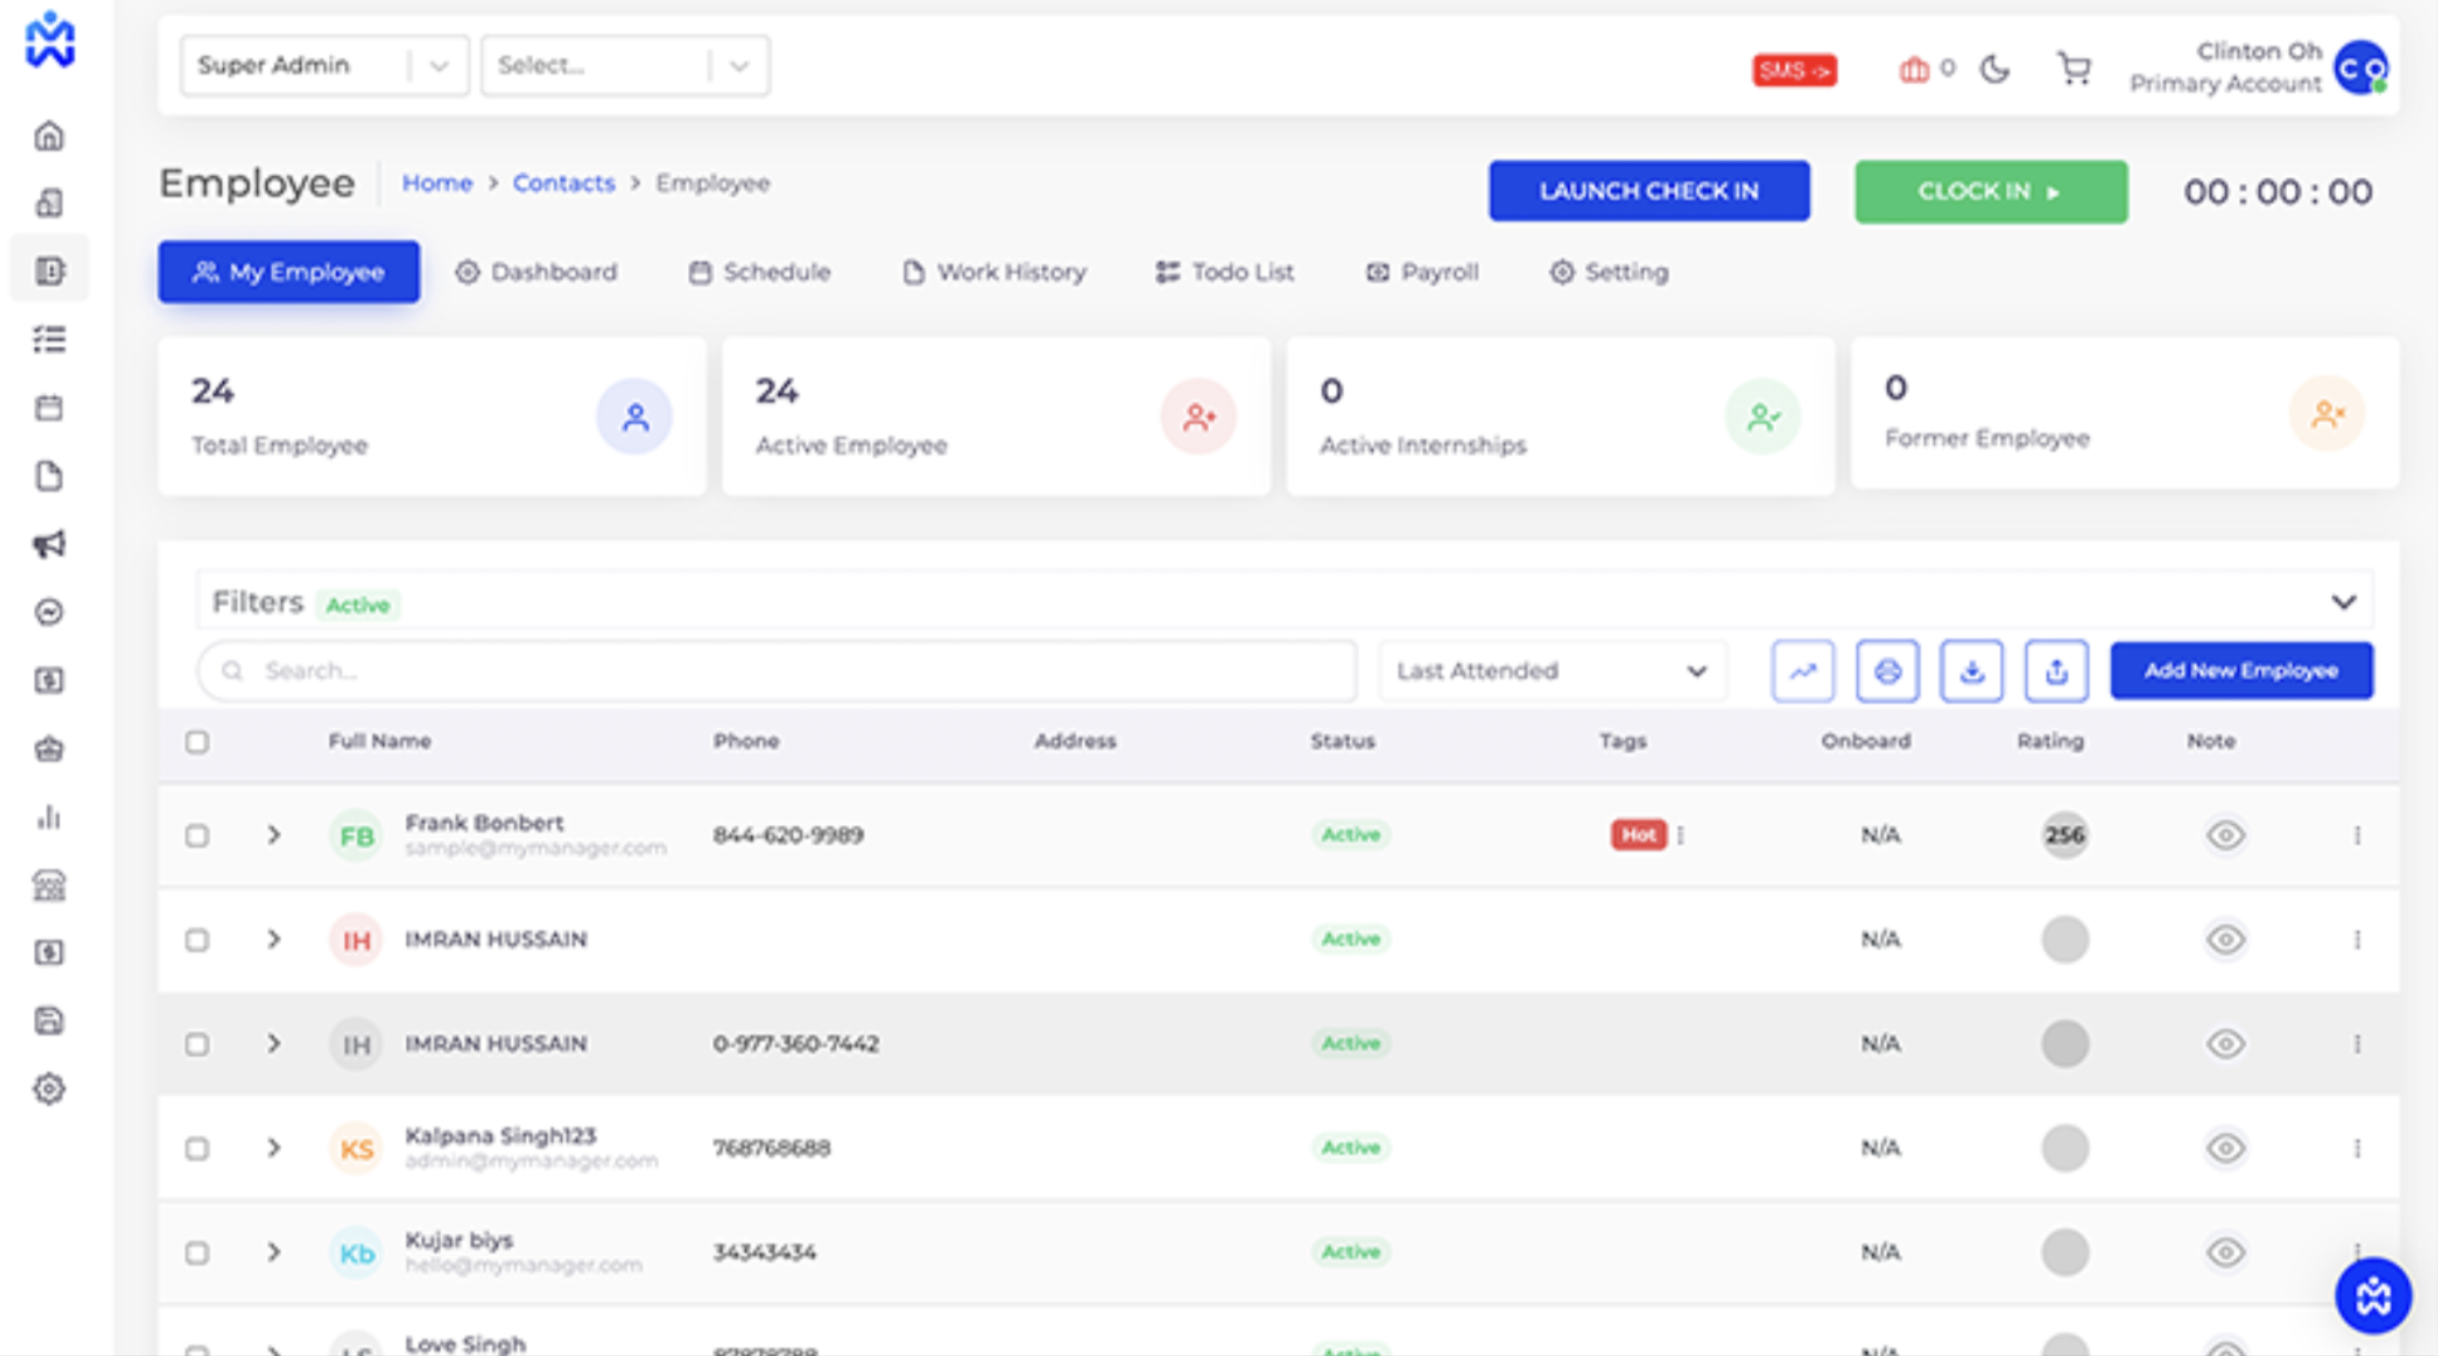 Super Admin
Select...
SMS ->
0
Clinton Oh
Primary Account
CO
Employee
Home > Contacts > Employee
LAUNCH CHECK IN
CLOCK IN
00 : 00 : 00
My Employee
Dashboard
Schedule
Work History
Todo List
Payroll
Setting
24
Total Employee
24
Active Employee
0
Active Internships
0
Former Employee
Filters Active
Search...
Last Attended
Add New Employee
Full Name Phone Address Status Tags Onboard Rating Note
FB Frank Bonbert 844-620-9989 Active Hot N/A 256
sample@mymanager.com
IH IMRAN HUSSAIN Active N/A
IH IMRAN HUSSAIN 0-977-360-7442 Active N/A
KS Kalpana Singh123 768768688 Active N/A
admin@mymanager.com
Kb Kujar biys 34343434 Active N/A
hello@mymanager.com
LS Love Singh Active N/A